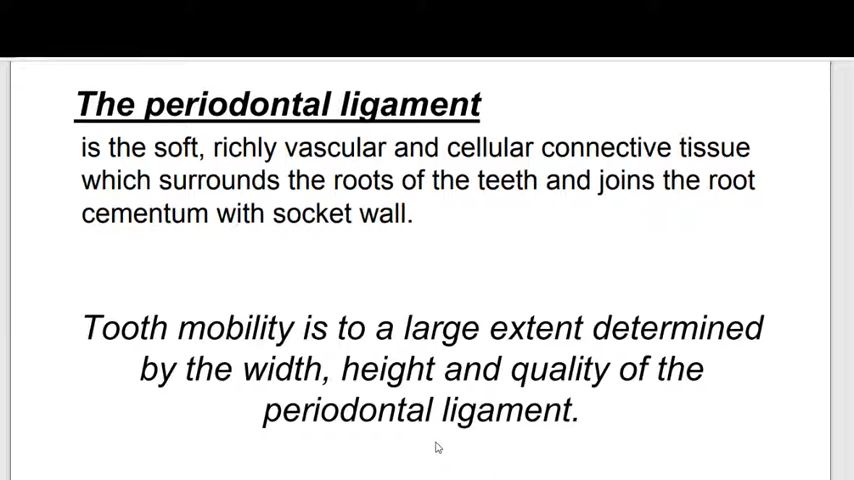 The periodontal ligament
is the soft, richly vascular and cellular connective tissue
which surrounds the roots of the teeth and joins the root
cementum with socket wall.
Tooth mobility is to a large extent determined
by the width, height and quality of the
periodontal ligament.